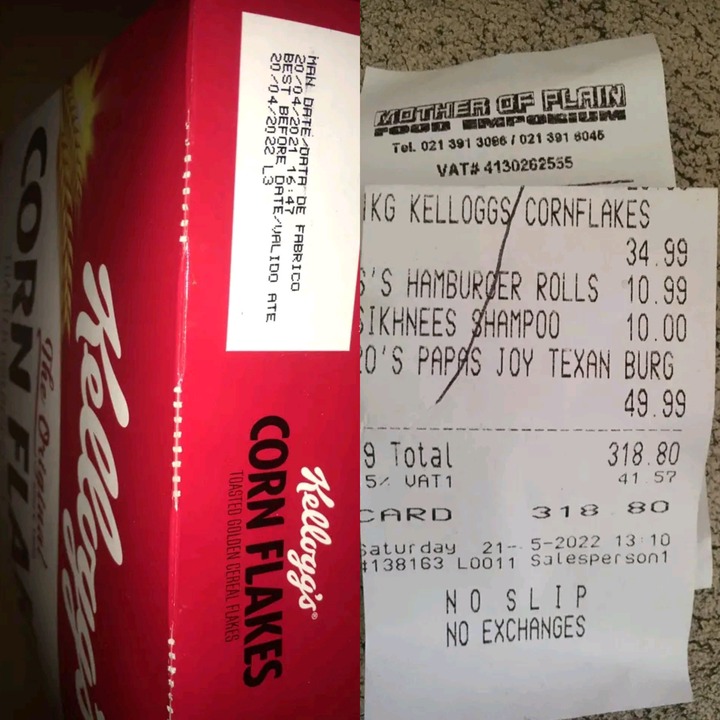 MAN DATE/DATA DE FABRICO
20/04/2021 16:47
BEST BEFORE DATE/VALIDO ATE
20/04/2022 L3
CORN FLA
The Original
Kellogg's
Kellogg's®
CORN FLAKES
TOASTED GOLDEN CEREAL FLAKES
MOTHER OF PLAIN
FOOD EMPORIUM
Tel. 021 391 3086 / 021 391 6045
VAT# 4130262555
1KG KELLOGGS CORNFLAKES
34.99
'S HAMBURGER ROLLS 10.99
SIKHNEES SHAMPOO 10.00
0'S PAPAS JOY TEXAN BURG
49.99
9 Total 318.80
5% VAT1 41.57
CARD 318 80
Saturday 21- 5-2022 13:10
#138163 L0011 Salesperson1
NO SLIP
NO EXCHANGES